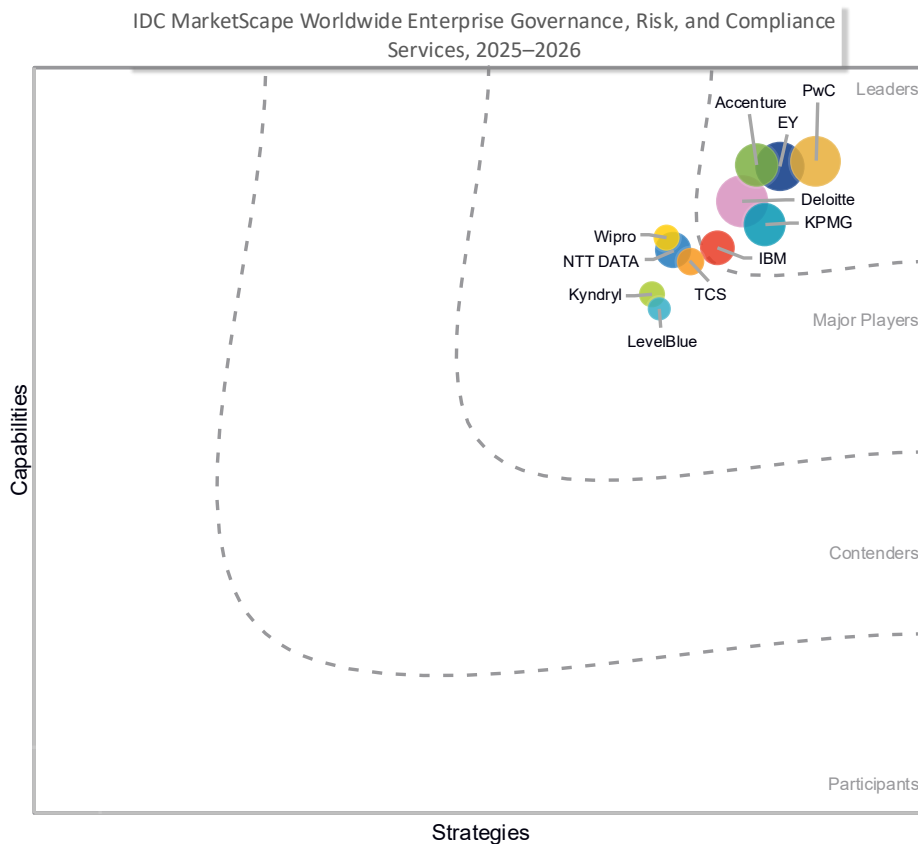 IDC MarketScape Worldwide Enterprise Governance, Risk, and Compliance
Services, 2025–2026
Leaders
PwC
Accenture
EY
Deloitte
KPMG
Wipro
NTT DATA
IBM
Kyndryl
TCS
Major Players
LevelBlue
Capabilities
Contenders
Participants
Strategies